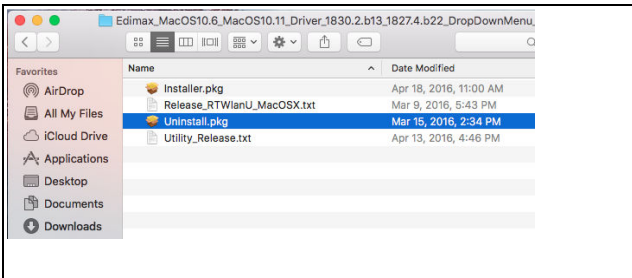 Edimax_MacOS10.6_MacOS10.11_Driver_1830.2.b13_1827.4.b22_DropDownMenu_
Favorites
AirDrop
All My Files
iCloud Drive
Applications
Desktop
Documents
Downloads
Name Date Modified
Installer.pkg Apr 18, 2016, 11:00 AM
Release_RTWlanU_MacOSX.txt Mar 9, 2016, 5:43 PM
Uninstall.pkg Mar 15, 2016, 2:34 PM
Utility_Release.txt Apr 13, 2016, 4:46 PM